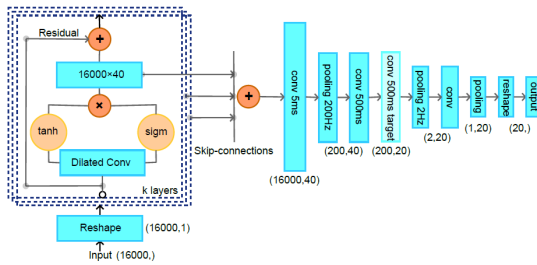 Residual
+
16000×40
×
tanh
sigm
Dilated Conv
k layers
Reshape
(16000,1)
Input (16000,)
Skip-connections
+
conv 5ms
(16000,40)
pooling 200Hz
(200,40)
conv 500ms
conv 500ms target
(200,20)
pooling 2Hz
(2,20)
conv
pooling
(1,20)
reshape
(20,)
output